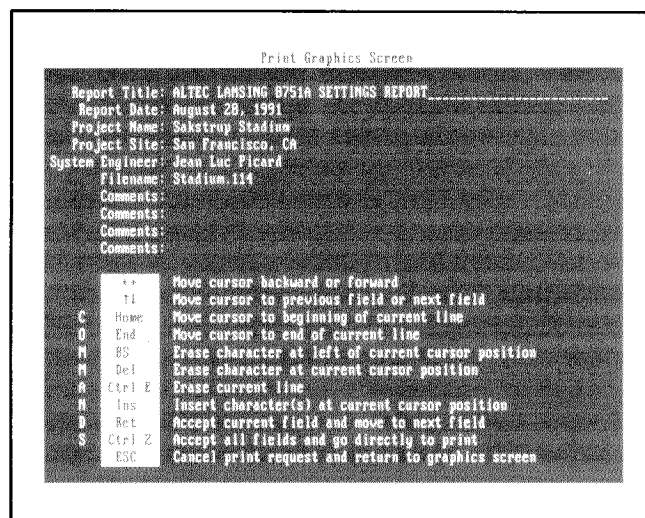 Print Graphics Screen
Report Title: ALTEC LANSING 8751A SETTINGS REPORT
Report Date: August 28, 1991
Project Name: Sakstrup Stadium
Project Site: San Francisco, CA
System Engineer: Jean Luc Picard
Filename: Stadium.114
Comments:
Comments:
Comments:
Comments:
←→ Move cursor backward or forward
↑↓ Move cursor to previous field or next field
C Home Move cursor to beginning of current line
O End Move cursor to end of current line
M BS Erase character at left of current cursor position
M Del Erase character at current cursor position
A Ctrl E Erase current line
N Ins Insert character(s) at current cursor position
D Ret Accept current field and move to next field
S Ctrl Z Accept all fields and go directly to print
ESC Cancel print request and return to graphics screen